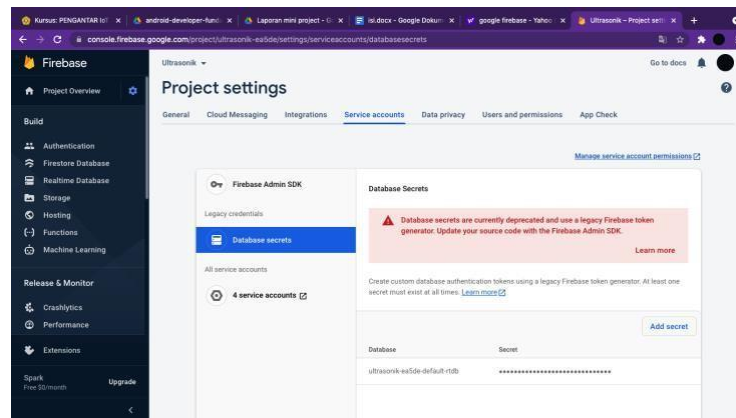 Kursus: PENGANTAR IoT
android-developer-fund
Laporan mini project - G
isi.docx - Google Dokum
google firebase - Yahoo
Ultrasonik – Project sett
console.firebase.google.com/project/ultrasonik-ea5de/settings/serviceaccounts/databasesecrets
Firebase
Ultrasonik
Go to docs
Project Overview
Project settings
General Cloud Messaging Integrations Service accounts Data privacy Users and permissions App Check
Build
Authentication
Firestore Database
Realtime Database
Storage
Hosting
Functions
Machine Learning
Release & Monitor
Crashlytics
Performance
Extensions
Spark
Free $0/month
Upgrade
Manage service account permissions
Firebase Admin SDK
Legacy credentials
Database secrets
All service accounts
4 service accounts
Database Secrets
Database secrets are currently deprecated and use a legacy Firebase token
generator. Update your source code with the Firebase Admin SDK.
Learn more
Create custom database authentication tokens using a legacy Firebase token generator. At least one
secret must exist at all times. Learn more
Add secret
Database Secret
ultrasonik-ea5de-default-rtdb ••••••••••••••••••••••••••••••